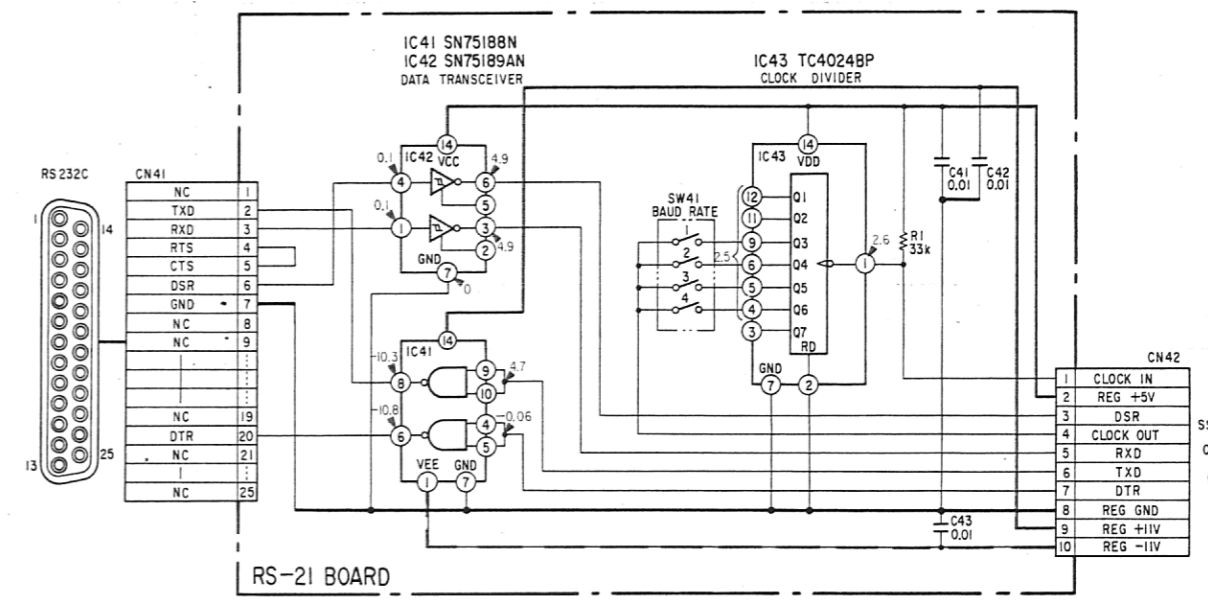 IC41 SN75188N
IC42 SN75189AN
DATA TRANSCEIVER
IC43 TC4024BP
CLOCK DIVIDER
RS232C
1
14
13
25
CN41
NC 1
TXD 2
RXD 3
RTS 4
CTS 5
DSR 6
GND 7
NC 8
NC 9
NC 19
DTR 20
NC 21
NC 25
14
IC42
VCC
0.1
4
4.9
6
5
0.1
1
3
4.9
2
GND
7
0
14
IC41
-10.3
8
9
4.7
10
-10.8
6
4
-0.06
5
VEE GND
1
7
SW41
BAUD RATE
1
2
3
4
2.5
14
IC43
VDD
12 Q1
11 Q2
9 Q3
6 Q4
5 Q5
4 Q6
3 Q7
RD
GND
7
2
1
2.6
R1
33k
C41
0.01
C42
0.01
C43
0.01
CN42
1 CLOCK IN
2 REG +5V
3 DSR
4 CLOCK OUT
5 RXD
6 TXD
7 DTR
8 REG GND
9 REG +11V
10 REG -11V
RS-21 BOARD